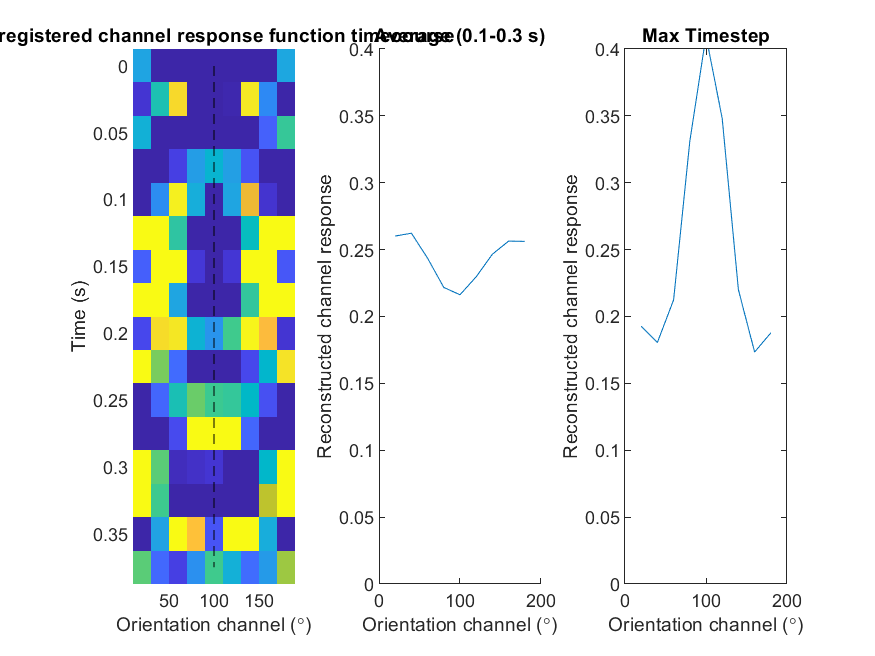 registered channel response function timecourse
Average (0.1-0.3 s)
Max Timestep
0
0.05
0.1
0.15
0.2
0.25
0.3
0.35
Time (s)
50 100 150
Orientation channel (°)
0.4
0.35
0.3
0.25
0.2
0.15
0.1
0.05
0
Reconstructed channel response
0 100 200
Orientation channel (°)
0.4
0.35
0.3
0.25
0.2
0.15
0.1
0.05
0
Reconstructed channel response
0 100 200
Orientation channel (°)